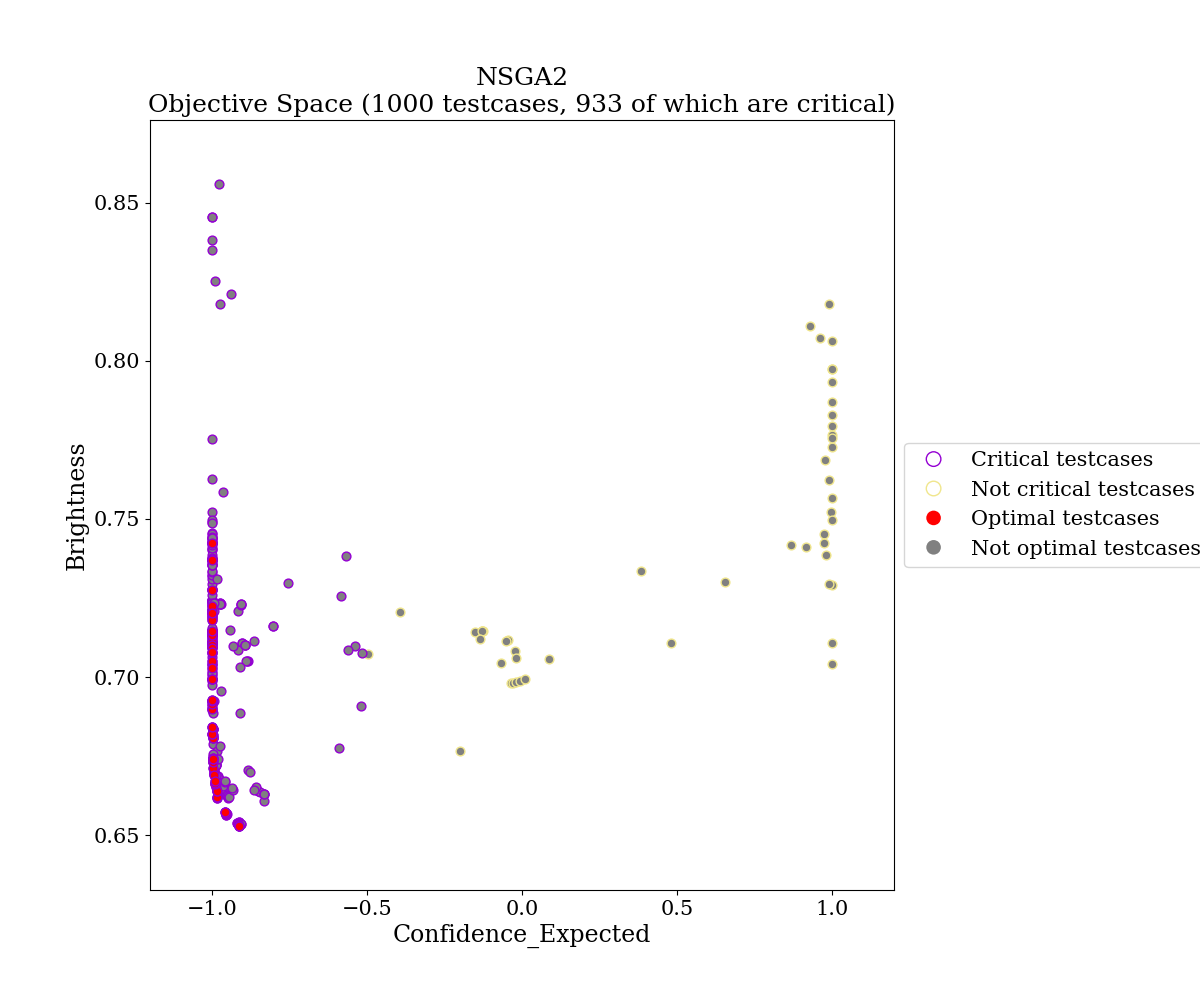 NSGA2
Objective Space (1000 testcases, 933 of which are critical)
0.85
0.80
0.75
0.70
0.65
Brightness
−1.0
−0.5
0.0
0.5
1.0
Confidence_Expected
Critical testcases
Not critical testcases
Optimal testcases
Not optimal testcases